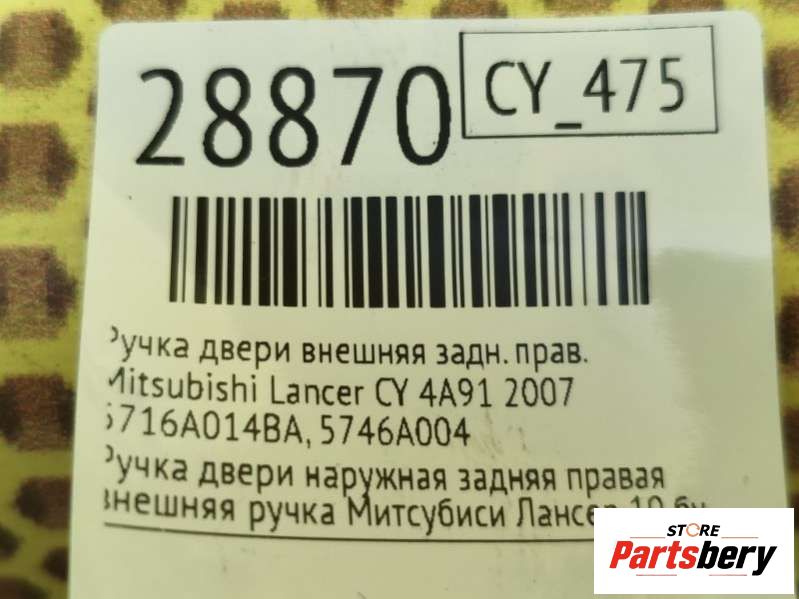 28870
CY_475
Ручка двери внешняя задн. прав.
Mitsubishi Lancer CY 4A91 2007
5716A014BA, 5746A004
Ручка двери наружная задняя правая
внешняя ручка Митсубиси Лансер 10 бу
STORE
Partsbery